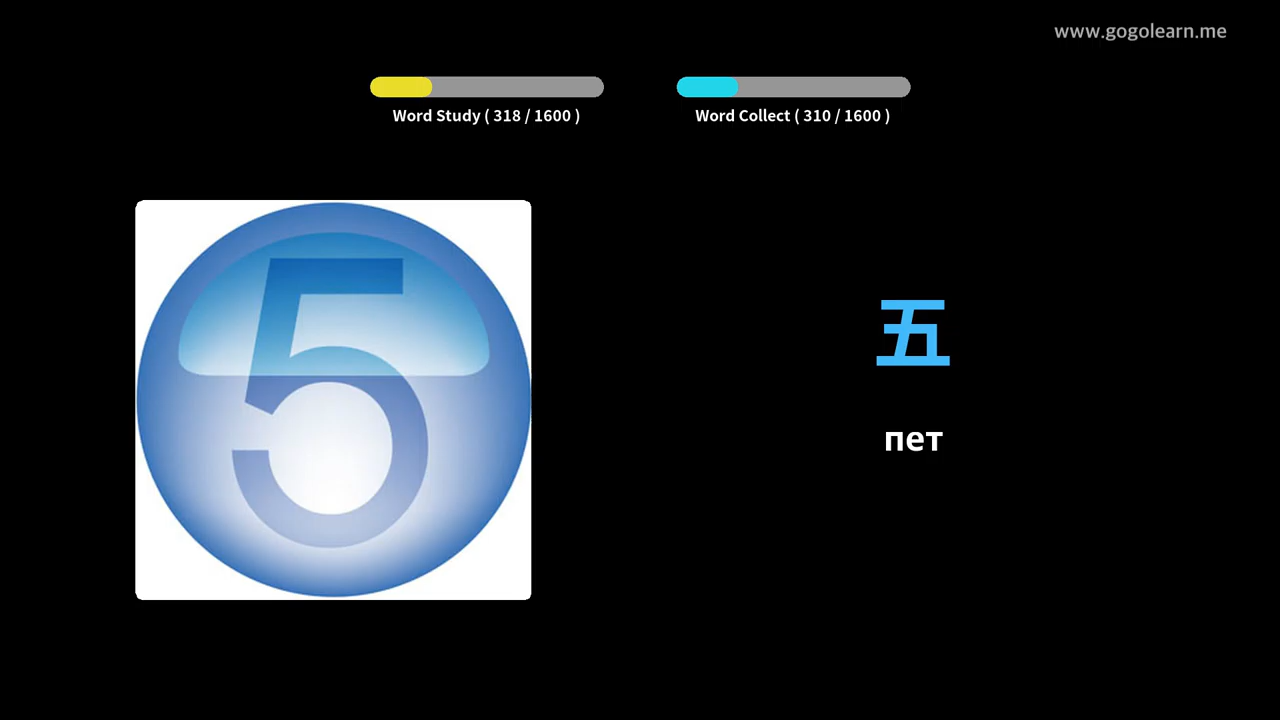 www.gogolearn.me
Word Study ( 318 / 1600 )
Word Collect ( 310 / 1600 )
5
五
пет